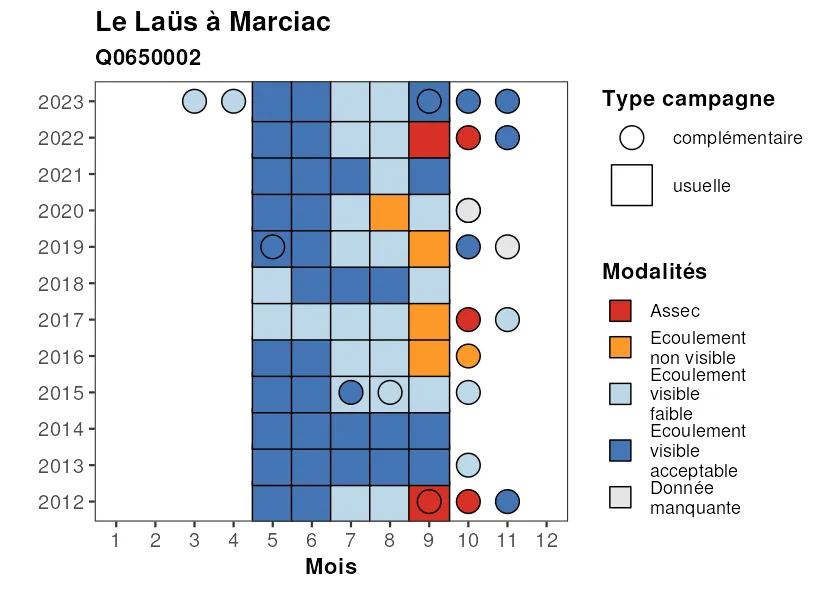 Le Laüs à Marciac
Q0650002
2023
2022
2021
2020
2019
2018
2017
2016
2015
2014
2013
2012
1 2 3 4 5 6 7 8 9 10 11 12
Mois
Type campagne
complémentaire
usuelle
Modalités
Assec
Ecoulement
non visible
Ecoulement
visible
faible
Ecoulement
visible
acceptable
Donnée
manquante